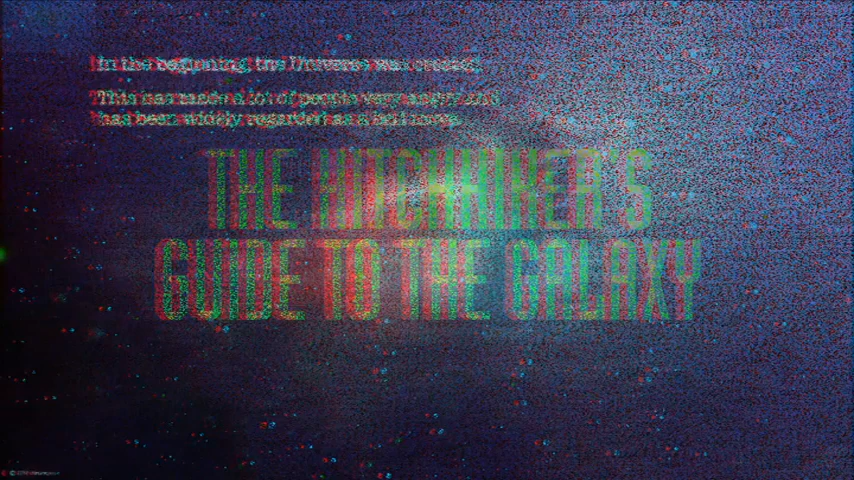 In the beginning, the Universe was created.
This has made a lot of people very angry and
has been widely regarded as a bad move.
THE HITCHHIKER'S
GUIDE TO THE GALAXY